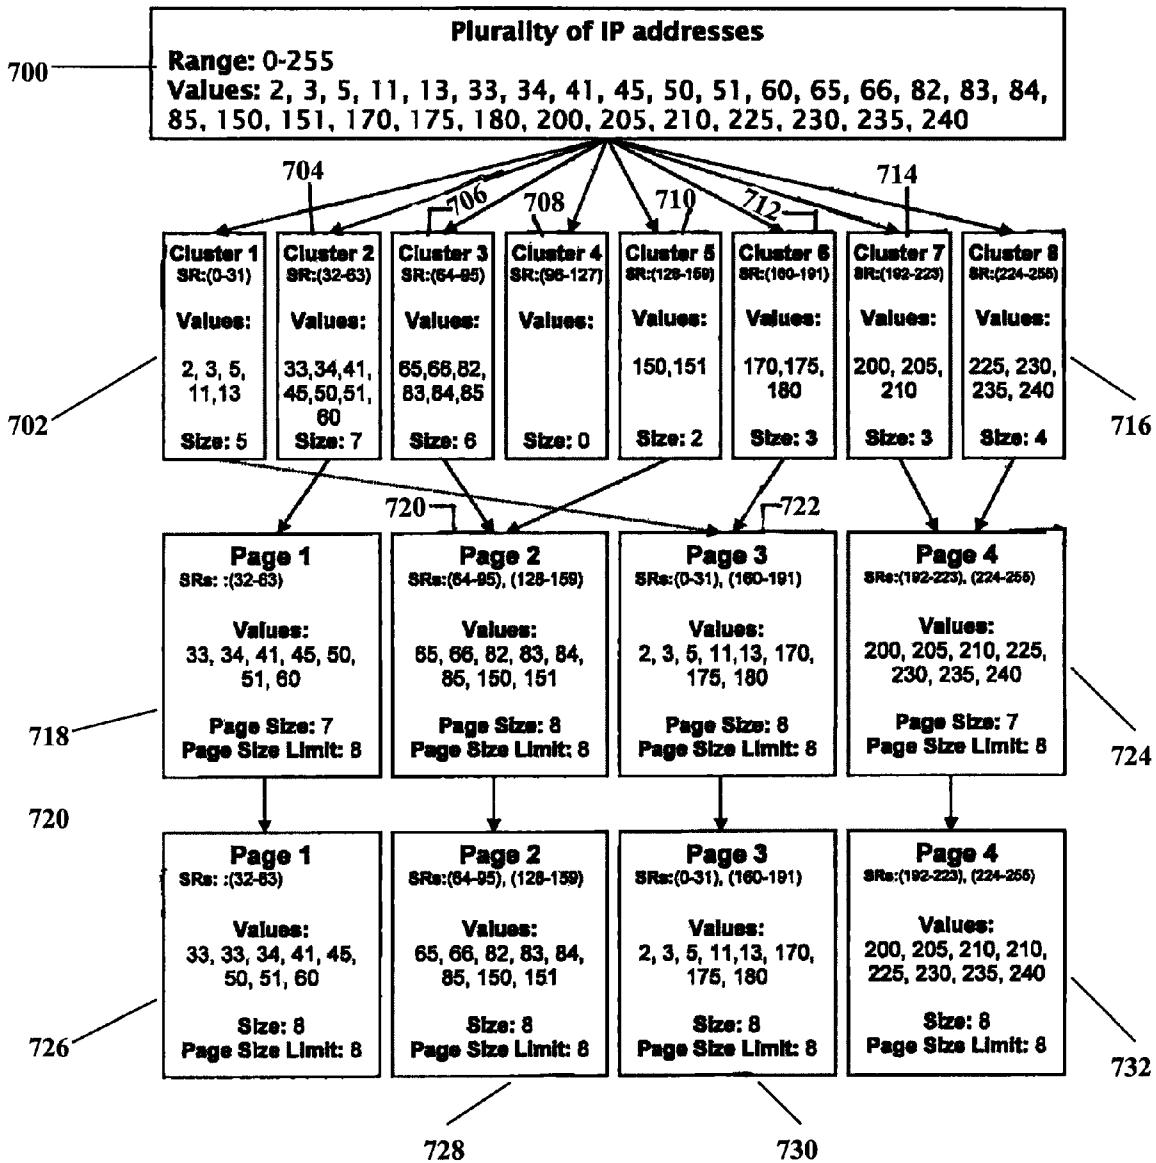 Plurality of IP addresses
700
Range: 0-255
Values: 2, 3, 5, 11, 13, 33, 34, 41, 45, 50, 51, 60, 65, 66, 82, 83, 84,
85, 150, 151, 170, 175, 180, 200, 205, 210, 225, 230, 235, 240
704
706
708
710
712
714
Cluster 1
SR:(0-31)
Values:
2, 3, 5,
11,13
Size: 5
Cluster 2
SR:(32-63)
Values:
33,34,41,
45,50,51,
60
Size: 7
Cluster 3
SR:(64-95)
Values:
65,66,82,
83,84,85
Size: 6
Cluster 4
SR:(96-127)
Values:
Size: 0
Cluster 5
SR:(128-159)
Values:
150,151
Size: 2
Cluster 6
SR:(160-191)
Values:
170,175,
180
Size: 3
Cluster 7
SR:(192-223)
Values:
200, 205,
210
Size: 3
Cluster 8
SR:(224-255)
Values:
225, 230,
235, 240
Size: 4
702
716
720
722
Page 1
SRs: :(32-63)
Values:
33, 34, 41, 45, 50,
51, 60
Page Size: 7
Page Size Limit: 8
Page 2
SRs:(64-95), (128-159)
Values:
65, 66, 82, 83, 84,
85, 150, 151
Page Size: 8
Page Size Limit: 8
Page 3
SRs:(0-31), (160-191)
Values:
2, 3, 5, 11,13, 170,
175, 180
Page Size: 8
Page Size Limit: 8
Page 4
SRs:(192-223), (224-255)
Values:
200, 205, 210, 225,
230, 235, 240
Page Size: 7
Page Size Limit: 8
718
724
720
Page 1
SRs: :(32-63)
Values:
33, 33, 34, 41, 45,
50, 51, 60
Size: 8
Page Size Limit: 8
Page 2
SRs:(64-95), (128-159)
Values:
65, 66, 82, 83, 84,
85, 150, 151
Size: 8
Page Size Limit: 8
Page 3
SRs:(0-31), (160-191)
Values:
2, 3, 5, 11,13, 170,
175, 180
Size: 8
Page Size Limit: 8
Page 4
SRs:(192-223), (224-255)
Values:
200, 205, 210, 210,
225, 230, 235, 240
Size: 8
Page Size Limit: 8
726
732
728
730